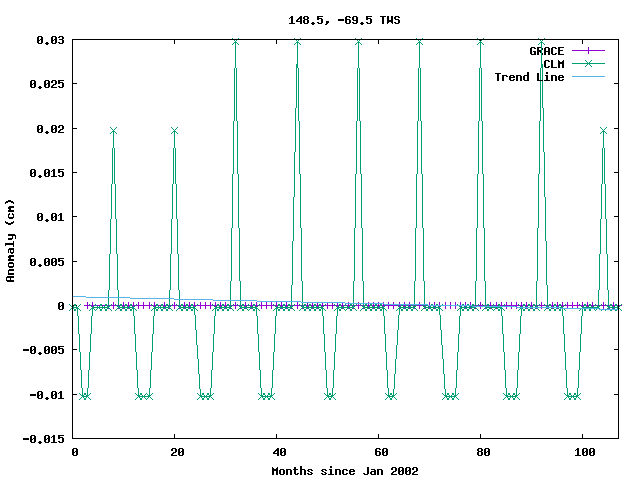 148.5, -69.5 TWS
0.03
0.025
0.02
0.015
0.01
0.005
0
-0.005
-0.01
-0.015
Anomaly (cm)
GRACE
CLM
Trend Line
0 20 40 60 80 100
Months since Jan 2002